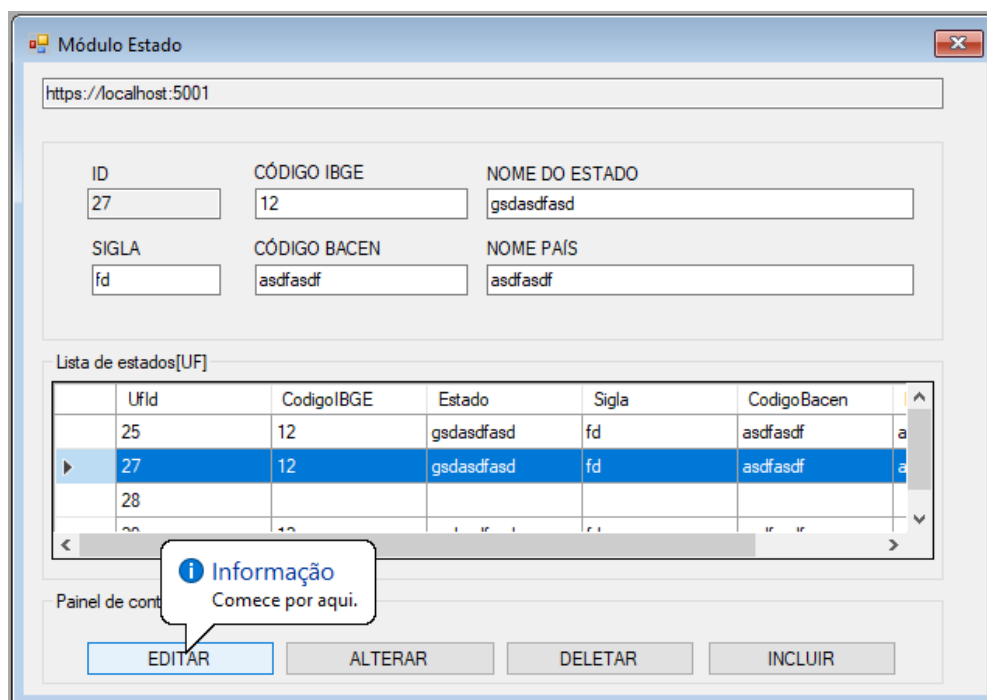 Módulo Estado
https://localhost:5001
ID CÓDIGO IBGE NOME DO ESTADO
27 12 gsdasdfasd
SIGLA CÓDIGO BACEN NOME PAÍS
fd asdfasdf asdfasdf
Lista de estados[UF]
UfId CodigoIBGE Estado Sigla CodigoBacen
25 12 gsdasdfasd fd asdfasdf a
27 12 gsdasdfasd fd asdfasdf a
28
Informação
Comece por aqui.
Painel de cont
EDITAR ALTERAR DELETAR INCLUIR